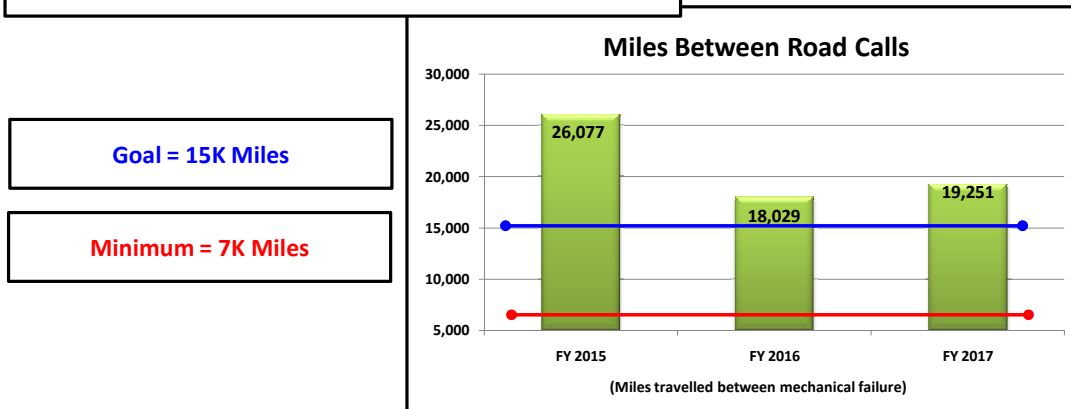 Goal = 15K Miles
Minimum = 7K Miles
Miles Between Road Calls
30,000
25,000
20,000
15,000
10,000
5,000
26,077
18,029
19,251
FY 2015
FY 2016
FY 2017
(Miles travelled between mechanical failure)